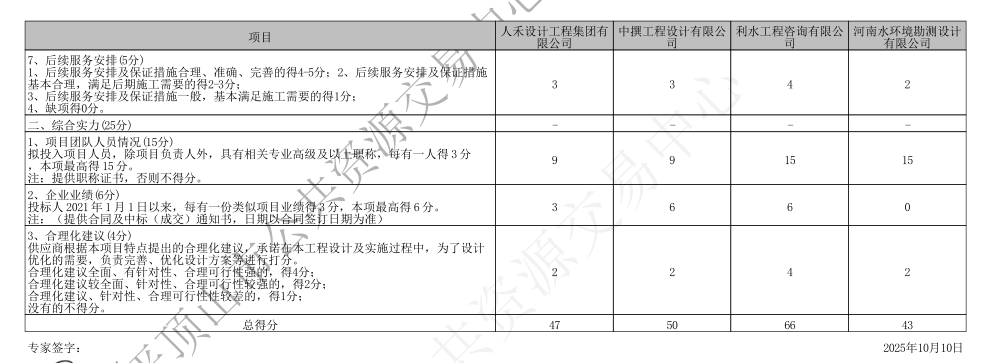 项目 人禾设计工程集团有限公司 中撰工程设计有限公司 利水工程咨询有限公司 河南水环境勘测设计有限公司
7、后续服务安排(5分)
1、后续服务安排及保证措施合理、准确、完善的得4-5分；2、后续服务安排及保证措施
基本合理，满足后期施工需要的得2-3分；
3、后续服务安排及保证措施一般，基本满足施工需要的得1分；
4、缺项得0分。
3 3 4 2
二、综合实力(25分) – – – –
1、项目团队人员情况(15分)
拟投入项目人员，除项目负责人外，具有相关专业高级及以上职称，每有一人得 3 分
，本项最高得 15 分。
注：提供职称证书，否则不得分。
9 9 15 15
2、企业业绩(6分)
投标人 2021 年 1 月 1 日以来，每有一份类似项目业绩得 3 分，本项最高得 6 分。
注：（提供合同及中标（成交）通知书，日期以合同签订日期为准）
3 6 6 0
3、合理化建议(4分)
供应商根据本项目特点提出的合理化建议，承诺在本工程设计及实施过程中，为了设计
优化的需要，负责完善、优化设计方案等进行打分。
合理化建议全面、有针对性、合理可行性强的，得4分；
合理化建议较全面、针对性、合理可行性较强的，得2分；
合理化建议、针对性、合理可行性性较差的，得1分；
没有的不得分。
2 2 4 2
总得分 47 50 66 43
专家签字： 2025年10月10日
平顶山市公共资源交易中心
公共资源交易中心